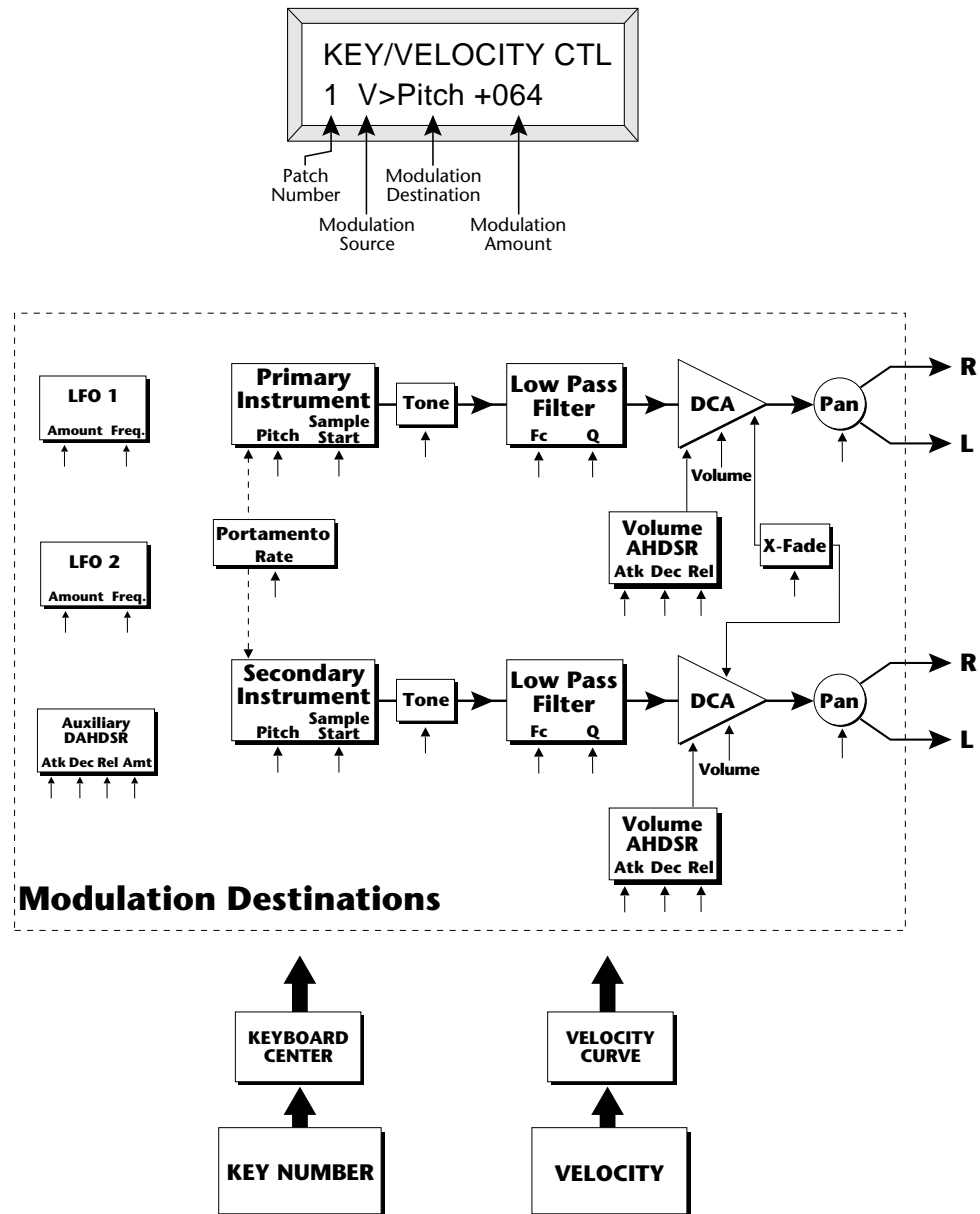 KEY/VELOCITY CTL
1 V>Pitch +064
Patch
Number
Modulation
Source
Modulation
Destination
Modulation
Amount
LFO 1
Amount Freq.
Primary
Instrument
Pitch
Sample
Start
Tone
Low Pass
Filter
Fc Q
DCA
Volume
Pan
R
L
LFO 2
Amount Freq.
Portamento
Rate
Volume
AHDSR
Atk Dec Rel
X-Fade
Auxiliary
DAHDSR
Atk Dec Rel Amt
Secondary
Instrument
Pitch
Sample
Start
Tone
Low Pass
Filter
Fc Q
DCA
Volume
Pan
R
L
Volume
AHDSR
Atk Dec Rel
Modulation Destinations
KEYBOARD
CENTER
VELOCITY
CURVE
KEY NUMBER
VELOCITY